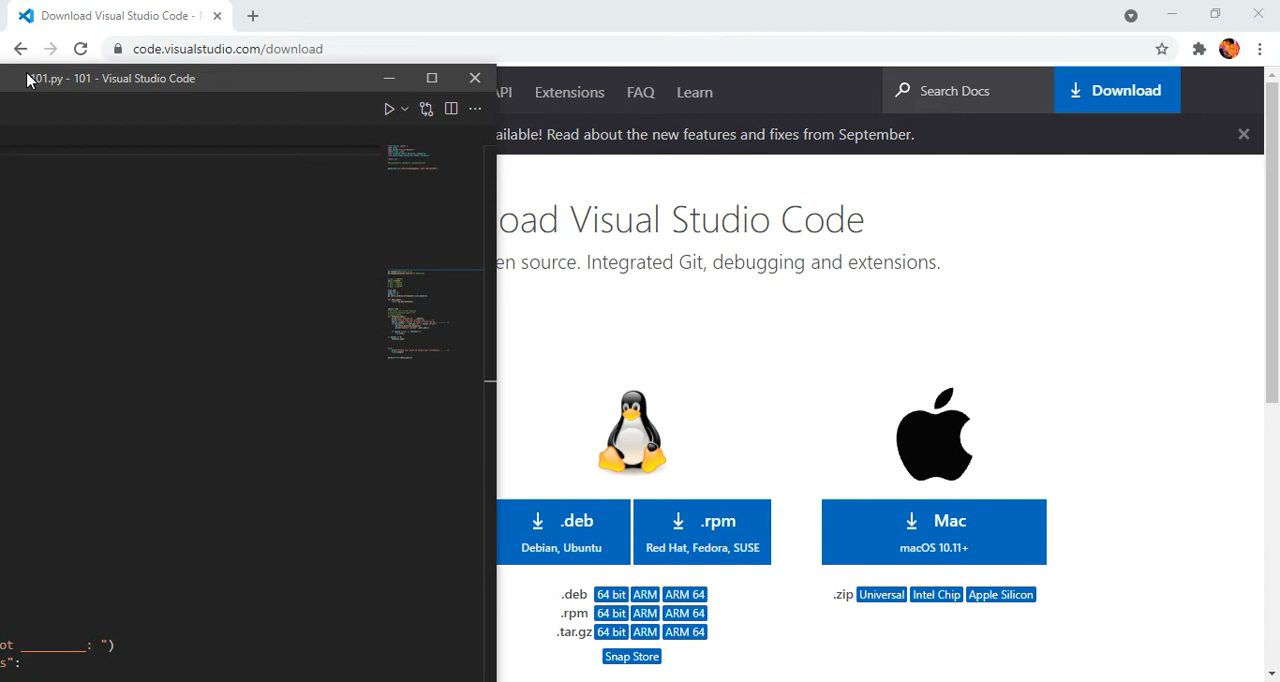 Download Visual Studio Code -
code.visualstudio.com/download
101.py - 101 - Visual Studio Code
API
Extensions
FAQ
Learn
Search Docs
Download
ailable! Read about the new features and fixes from September.
oad Visual Studio Code
en source. Integrated Git, debugging and extensions.
.deb
Debian, Ubuntu
.rpm
Red Hat, Fedora, SUSE
Mac
macOS 10.11+
.deb 64 bit ARM ARM 64
.rpm 64 bit ARM ARM 64
.tar.gz 64 bit ARM ARM 64
Snap Store
.zip Universal Intel Chip Apple Silicon
ot ________: ")
s":